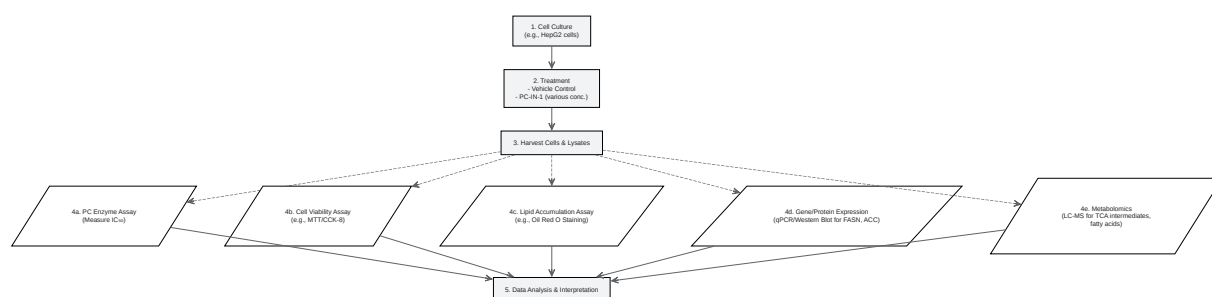 1. Cell Culture
(e.g., HepG2 cells)
2. Treatment
- Vehicle Control
- PC-IN-1 (various conc.)
3. Harvest Cells & Lysates
4a. PC Enzyme Assay
(Measure IC₅₀)
4b. Cell Viability Assay
(e.g., MTT/CCK-8)
4c. Lipid Accumulation Assay
(e.g., Oil Red O Staining)
4d. Gene/Protein Expression
(qPCR/Western Blot for FASN, ACC)
4e. Metabolomics
(LC-MS for TCA intermediates,
fatty acids)
5. Data Analysis & Interpretation